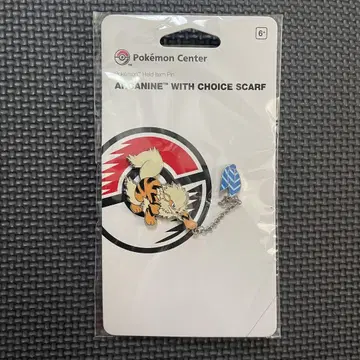 6+
Pokémon Center
Held Item Pin
ARCANINE™ WITH CHOICE SCARF